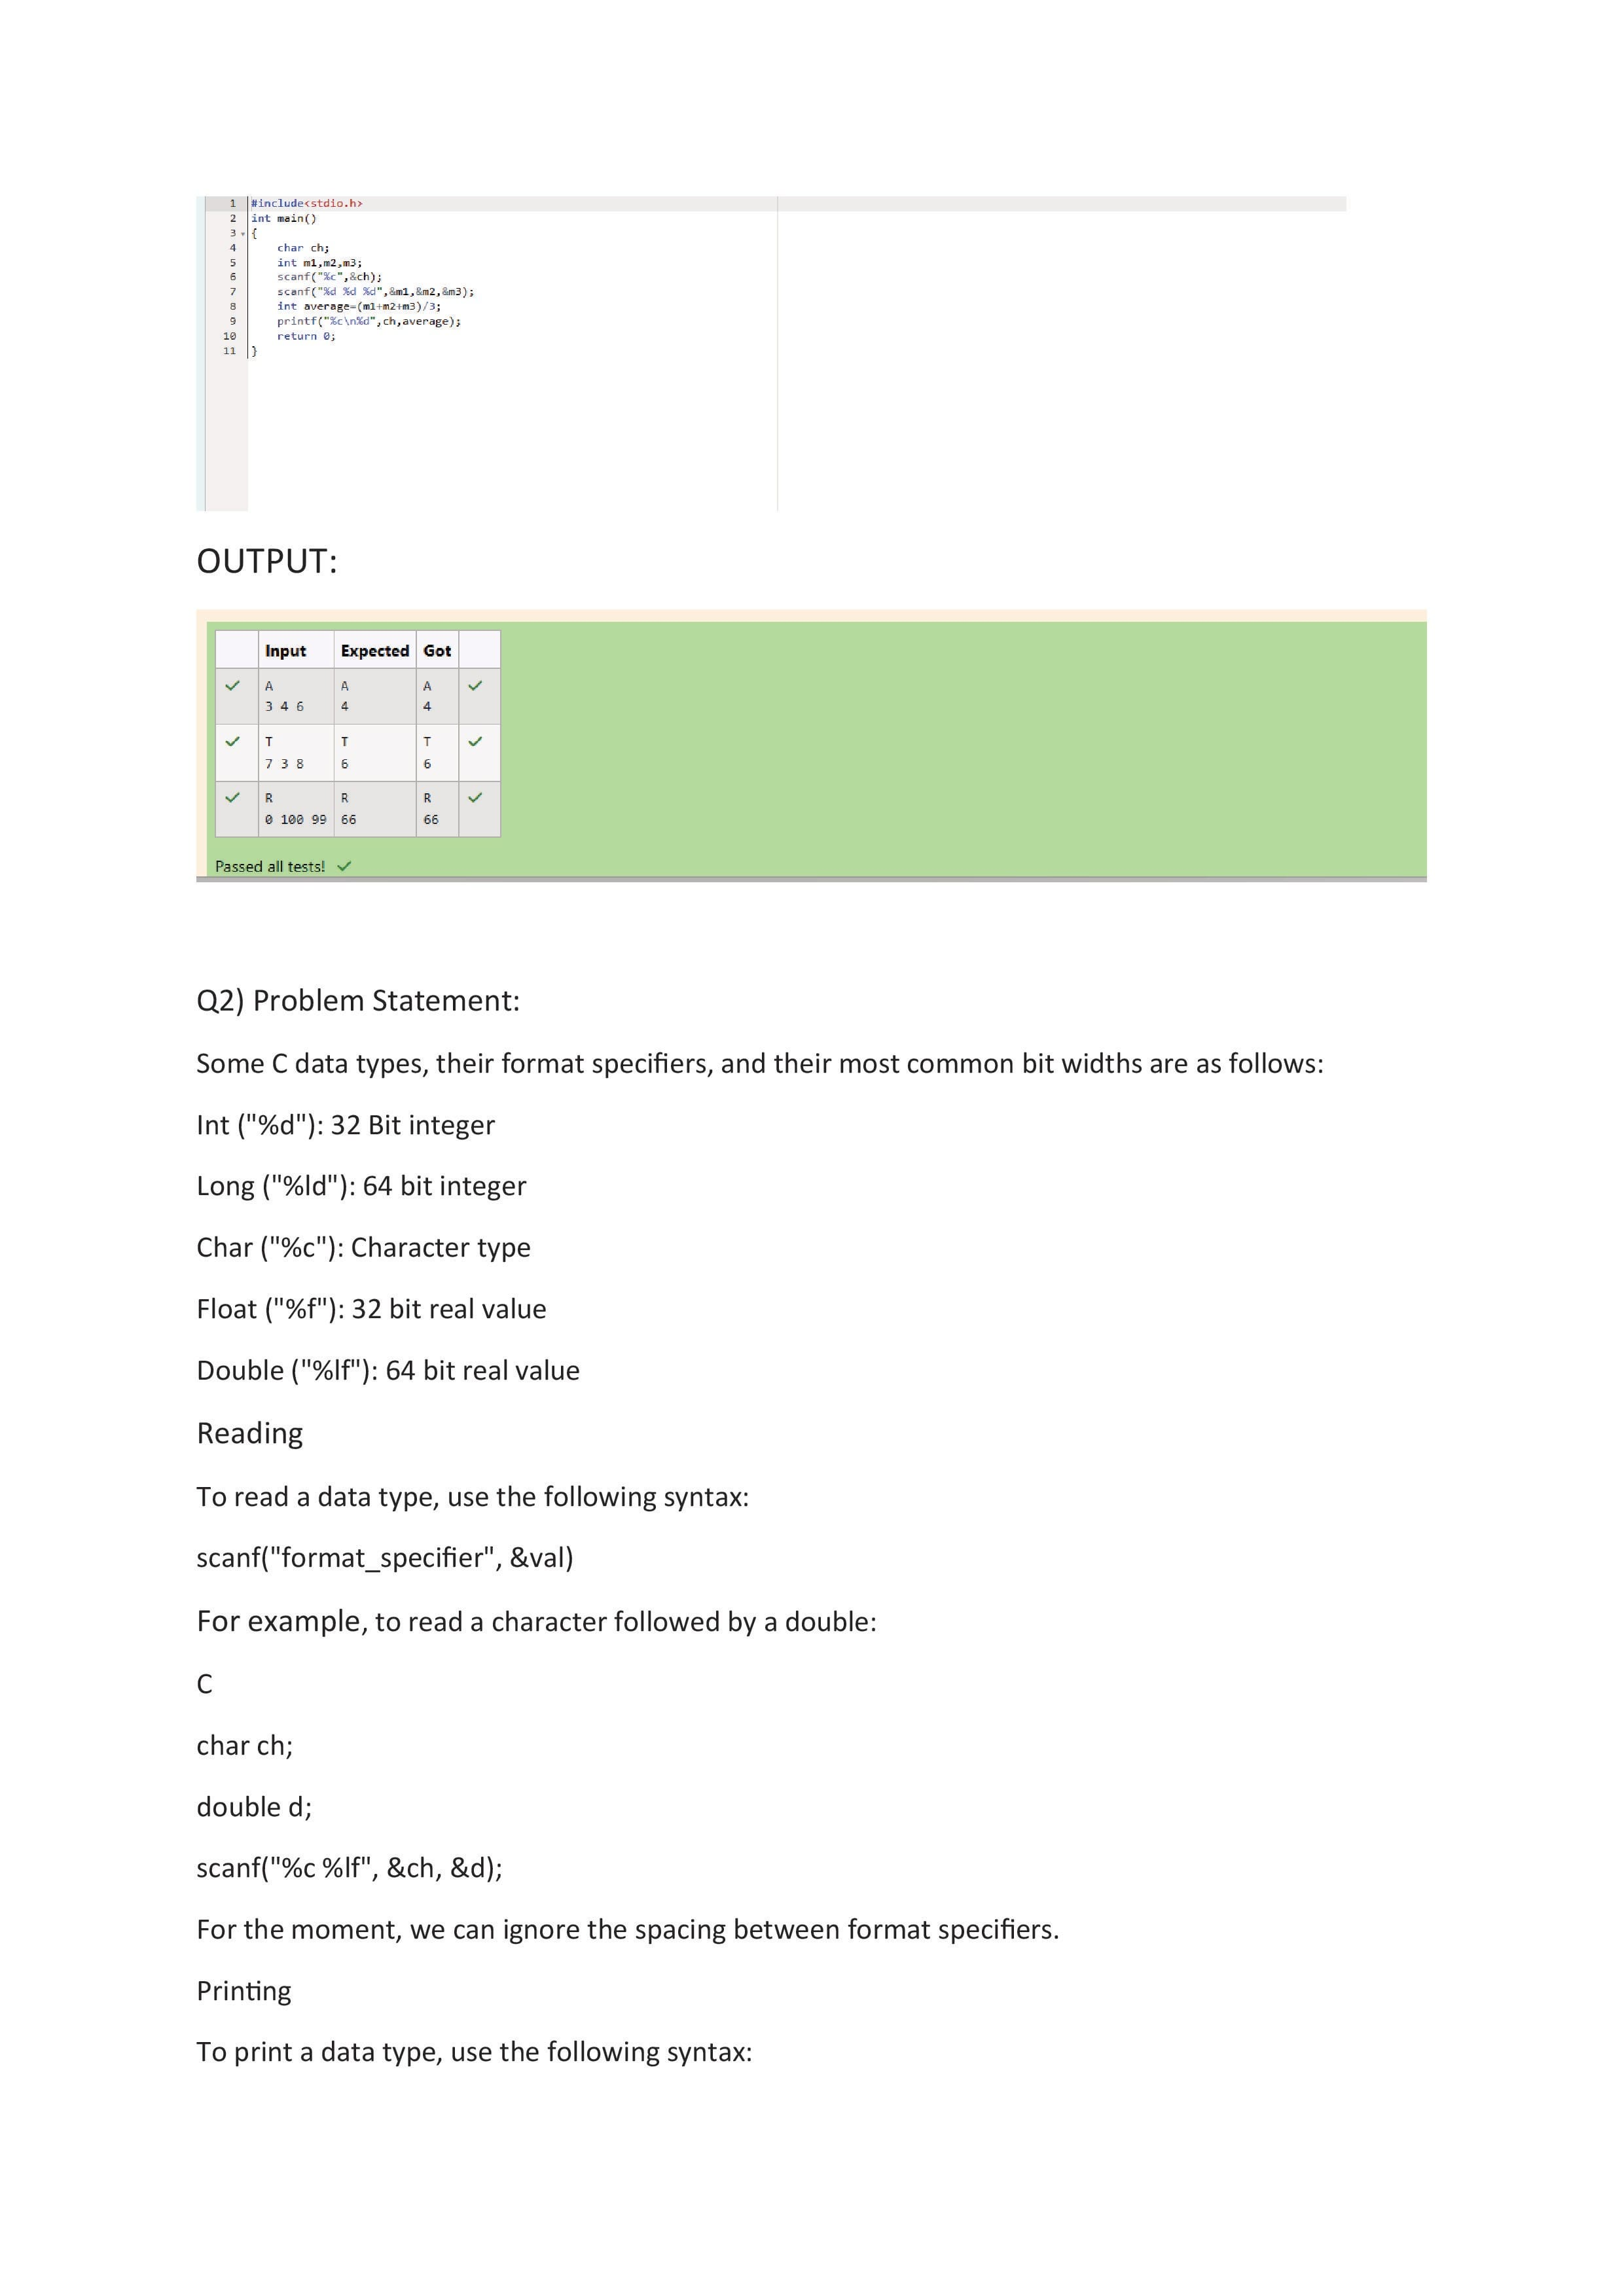 1 #include<stdio.h>
2 int main()
3 {
4 char ch;
5 int m1,m2,m3;
6 scanf("%c",&ch);
7 scanf("%d %d %d",&m1,&m2,&m3);
8 int average=(m1+m2+m3)/3;
9 printf("%c\n%d",ch,average);
10 return 0;
11 }
OUTPUT:
Input Expected Got
A A A
3 4 6 4 4
T T T
7 3 8 6 6
R R R
0 100 99 66 66
Passed all tests!
Q2) Problem Statement:
Some C data types, their format specifiers, and their most common bit widths are as follows:
Int ("%d"): 32 Bit integer
Long ("%ld"): 64 bit integer
Char ("%c"): Character type
Float ("%f"): 32 bit real value
Double ("%lf"): 64 bit real value
Reading
To read a data type, use the following syntax:
scanf("format_specifier", &val)
For example, to read a character followed by a double:
C
char ch;
double d;
scanf("%c %lf", &ch, &d);
For the moment, we can ignore the spacing between format specifiers.
Printing
To print a data type, use the following syntax: